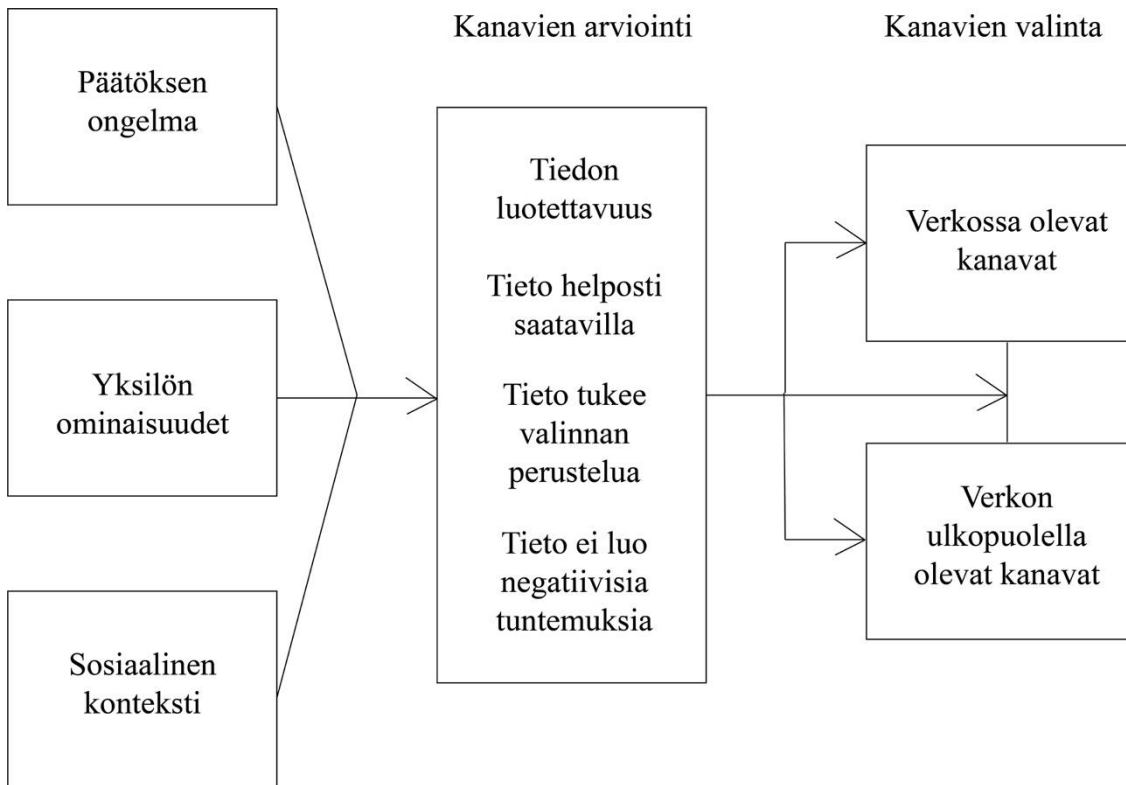 Päätöksen
ongelma
Yksilön
ominaisuudet
Sosiaalinen
konteksti
Kanavien arviointi
Tiedon
luotettavuus
Tieto helposti
saatavilla
Tieto tukee
valinnan
perustelua
Tieto ei luo
negatiivisia
tuntemuksia
Kanavien valinta
Verkossa olevat
kanavat
Verkon
ulkopuolella
olevat kanavat